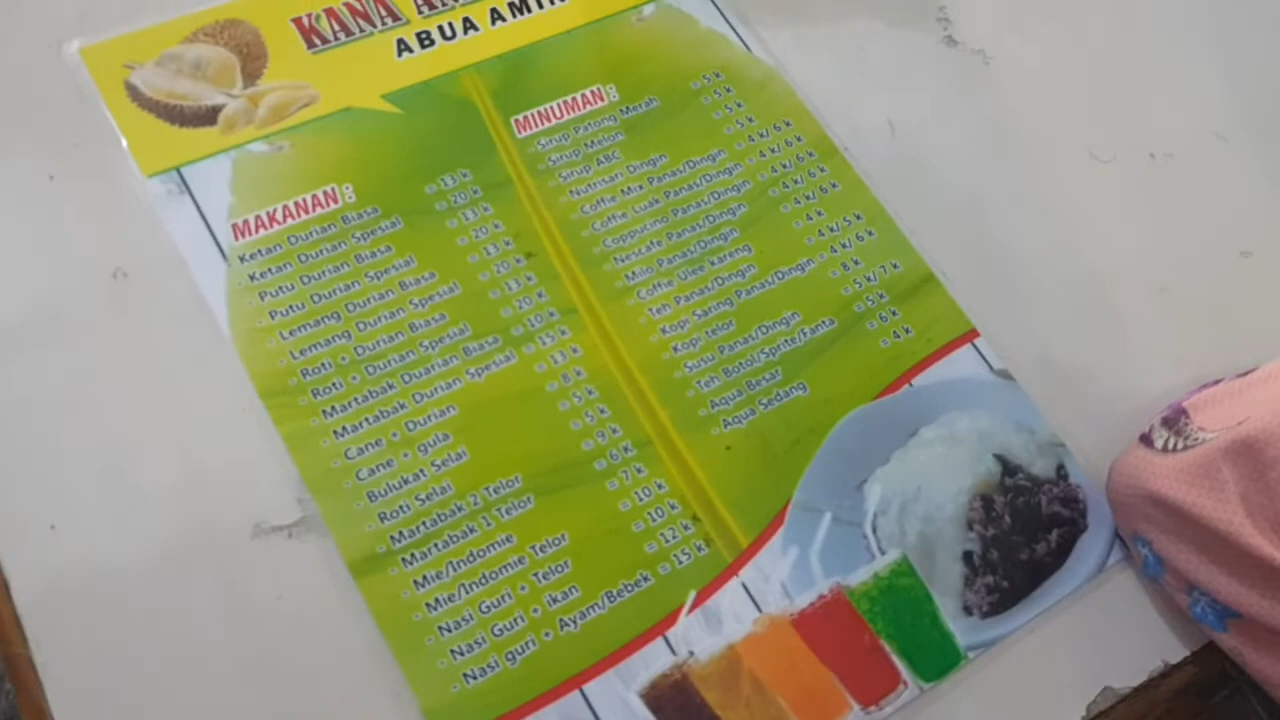 KANA
ABUA AMIR
MAKANAN :
- Ketan Durian Biasa = 13 k
- Ketan Durian Spesial = 20 k
- Putu Durian Biasa = 13 k
- Putu Durian Spesial = 20 k
- Lemang Durian Biasa = 13 k
- Lemang Durian Spesial = 20 k
- Roti + Durian Biasa = 13 k
- Roti + Durian Spesial = 20 K
- Martabak Duarian Biasa = 10 k
- Martabak Durian Spesial = 15 k
- Cane + Durian = 13 k
- Cane + gula = 8 k
- Bulukat Selai = 5 k
- Roti Selai = 5 k
- Martabak 2 Telor = 9 k
- Martabak 1 Telor = 6 K
- Mie/Indomie = 7 k
- Mie/Indomie Telor = 10 k
- Nasi Guri + Telor = 10 k
- Nasi Guri + ikan = 12 k
- Nasi guri + Ayam/Bebek = 15 k
MINUMAN :
- Sirup Patong Merah = 5 k
- Sirup Melon = 5 k
- Sirup ABC = 5 k
- Nutrisari Dingin = 5 k
- Coffie Mix Panas/Dingin = 4 k/ 6 k
- Coffie Luak Panas/Dingin = 4 k/ 6 k
- Coppucino Panas/Dingin = 4 k/ 6 k
- Nescafe Panas/Dingin = 4 k/ 6 k
- Milo Panas/Dingin = 4 k/ 6 k
- Coffie Ulee kareng = 4 k
- Teh Panas/Dingin = 4 k/ 5 k
- Kopi Saring Panas/Dingin = 4 k/ 6 k
- Kopi telor = 8 k
- Susu Panas/Dingin = 5 k/ 7 k
- Teh Botol/Sprite/Fanta = 5 k
- Aqua Besar = 6 k
- Aqua Sedang = 4 k